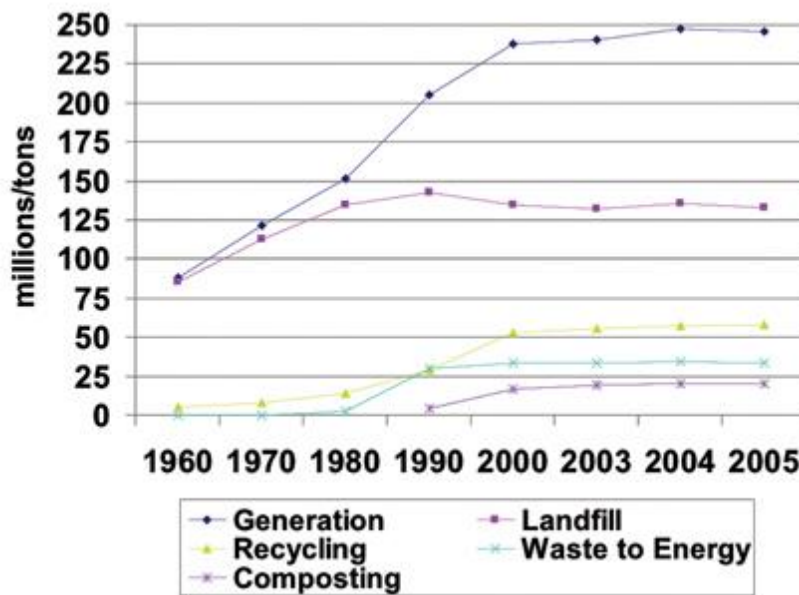 250
225
200
175
150
125
100
75
50
25
0
millions/tons
1960 1970 1980 1990 2000 2003 2004 2005
Generation Landfill
Recycling Waste to Energy
Composting